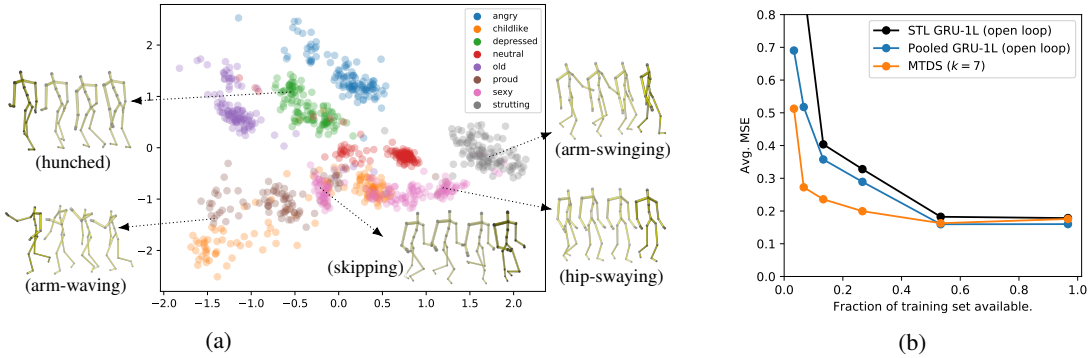 2
1
0
−1
−2
−2.0 −1.5 −1.0 −0.5 0.0 0.5 1.0 1.5 2.0
angry
childlike
depressed
neutral
old
proud
sexy
strutting
(hunched)
(arm-waving)
(skipping)
(arm-swinging)
(hip-swaying)
(a)
0.8
0.7
0.6
0.5
0.4
0.3
0.2
0.1
0.0
Avg. MSE
STL GRU-1L (open loop)
Pooled GRU-1L (open loop)
MTDS (k = 7)
0.0 0.2 0.4 0.6 0.8 1.0
Fraction of training set available.
(b)